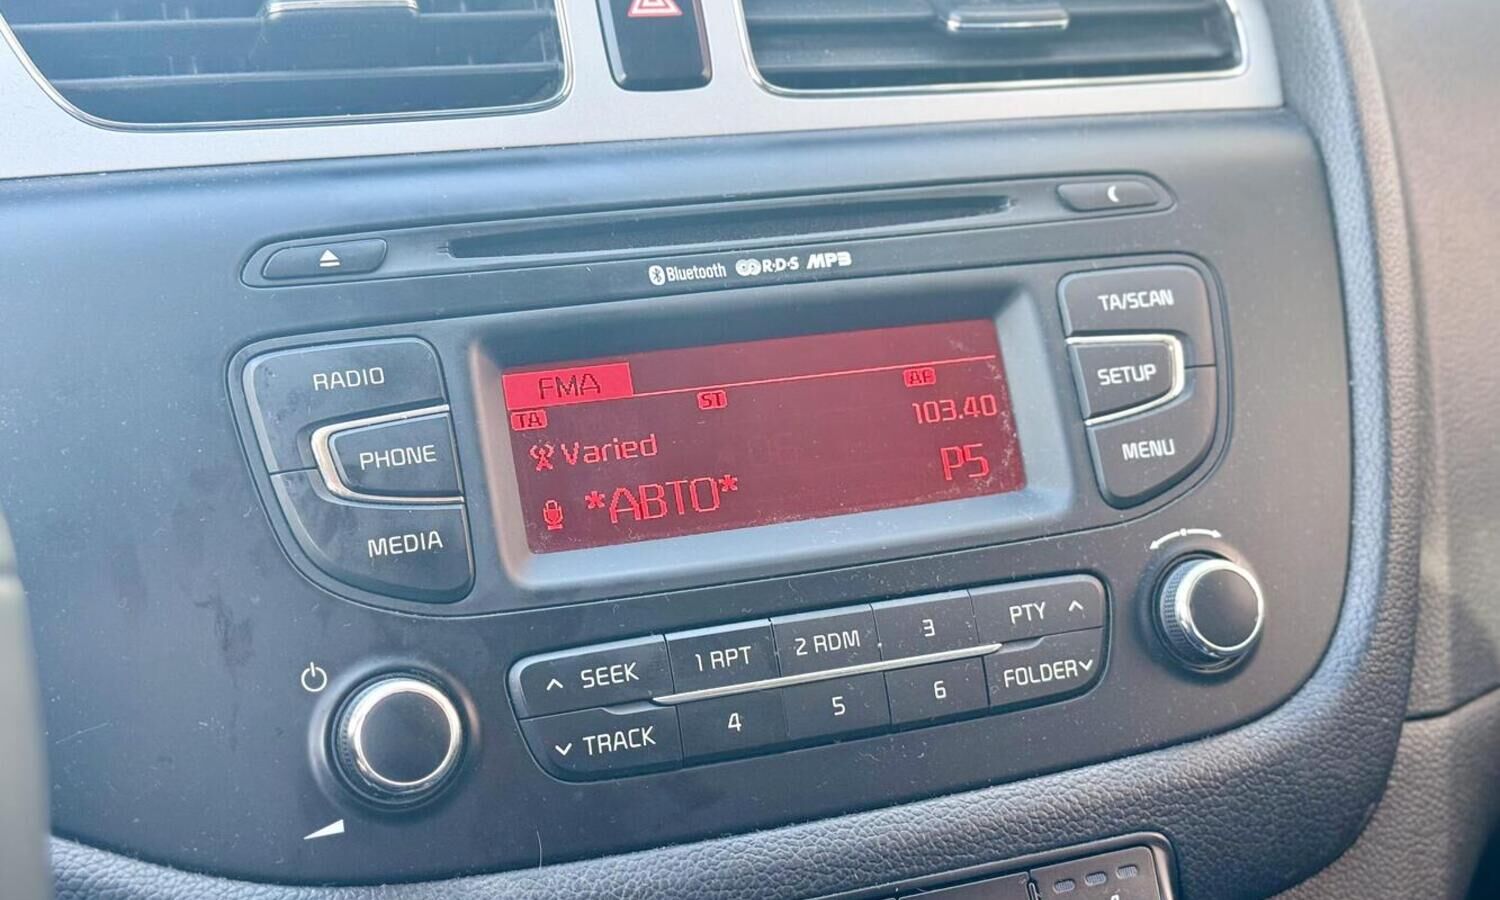 Bluetooth R·D·S MP3
TA/SCAN
RADIO
FMA
AF
SETUP
TA
ST
103.40
PHONE
Varied
MENU
*АВТО*
P5
MEDIA
SEEK
1 RPT
2 RDM
3
PTY
TRACK
4
5
6
FOLDER